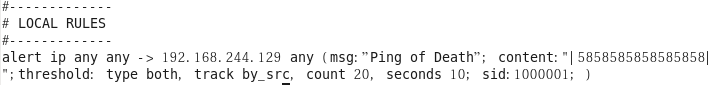 #-------------
# LOCAL RULES
#-------------
alert ip any any -> 192.168.244.129 any (msg:”Ping of Death”; content:"|5858585858585858|
";threshold: type both, track by_src, count 20, seconds 10; sid:1000001; )